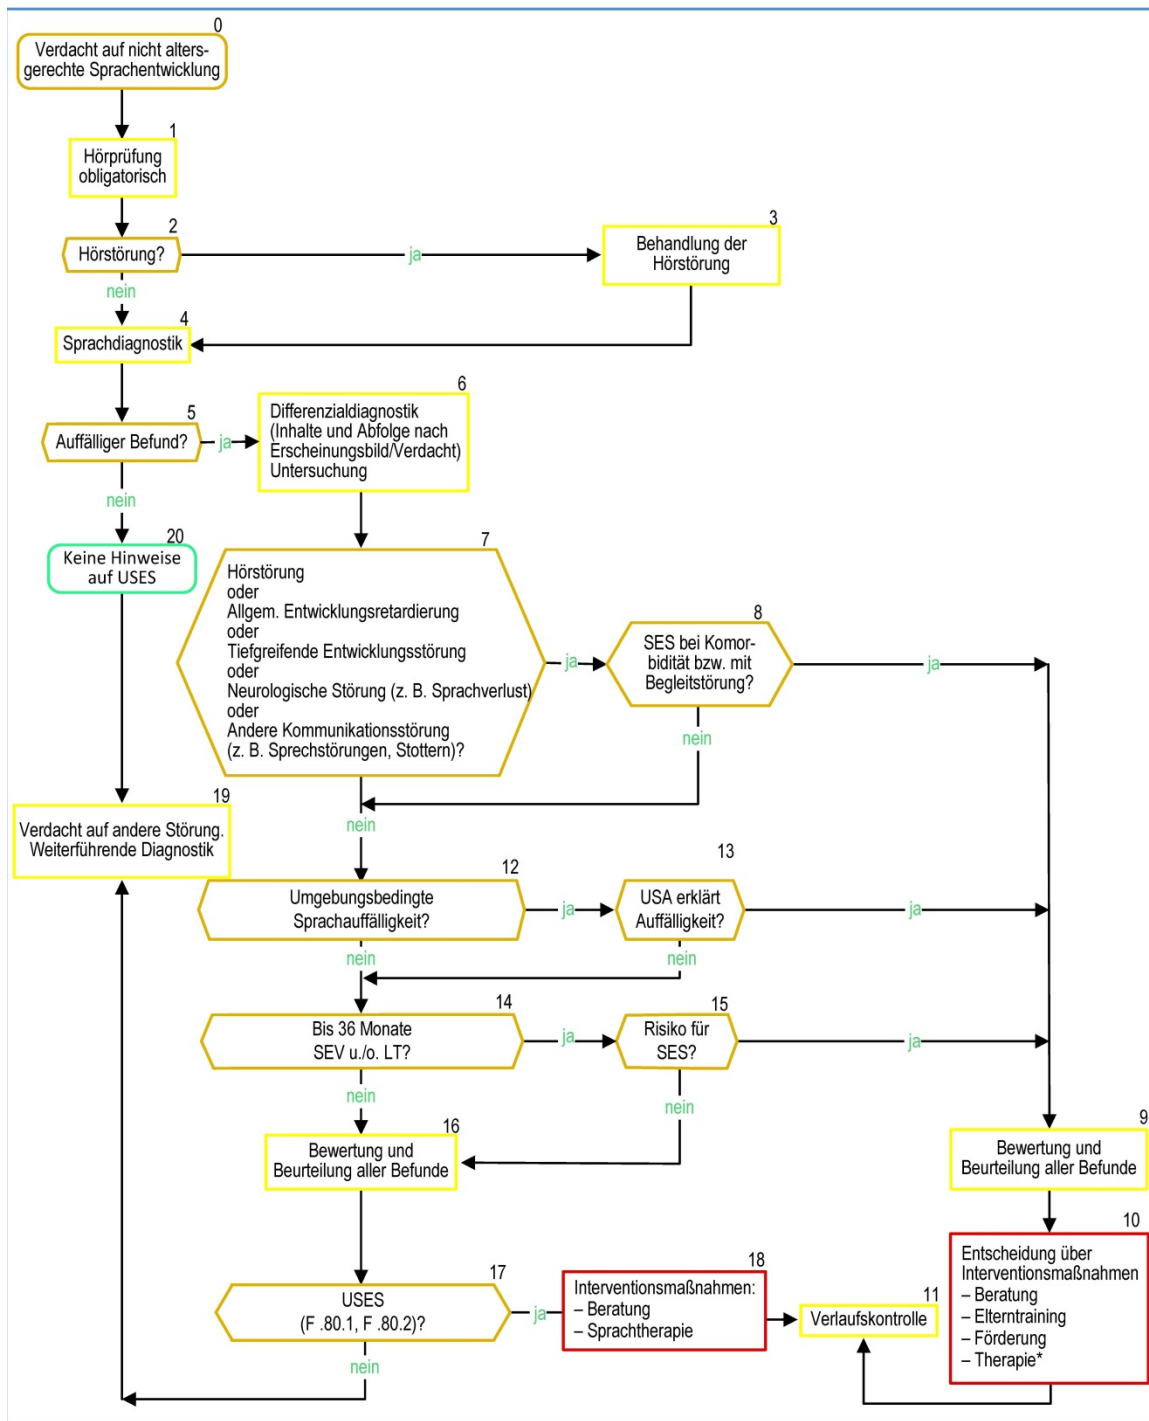 0
Verdacht auf nicht alters-
gerechte Sprachentwicklung
1
Hörprüfung
obligatorisch
2
Hörstörung?
ja
3
Behandlung der
Hörstörung
nein
4
Sprachdiagnostik
5
Auffälliger Befund?
ja
6
Differenzialdiagnostik
(Inhalte und Abfolge nach
Erscheinungsbild/Verdacht)
Untersuchung
nein
20
Keine Hinweise
auf USES
7
Hörstörung
oder
Allgem. Entwicklungsretardierung
oder
Tiefgreifende Entwicklungsstörung
oder
Neurologische Störung (z. B. Sprachverlust)
oder
Andere Kommunikationsstörung
(z. B. Sprechstörungen, Stottern)?
ja
8
SES bei Komor-
bidität bzw. mit
Begleitstörung?
ja
nein
nein
19
Verdacht auf andere Störung.
Weiterführende Diagnostik
12
Umgebungsbedingte
Sprachauffälligkeit?
ja
13
USA erklärt
Auffälligkeit?
ja
nein
nein
14
Bis 36 Monate
SEV u./o. LT?
ja
15
Risiko für
SES?
ja
nein
nein
16
Bewertung und
Beurteilung aller Befunde
9
Bewertung und
Beurteilung aller Befunde
10
Entscheidung über
Interventionsmaßnahmen
– Beratung
– Elterntraining
– Förderung
– Therapie*
17
USES
(F .80.1, F .80.2)?
ja
18
Interventionsmaßnahmen:
– Beratung
– Sprachtherapie
11
Verlaufskontrolle
nein